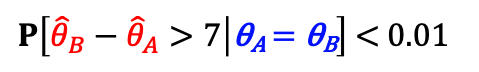 P[θ̂_B − θ̂_A > 7|θ_A = θ_B] < 0.01